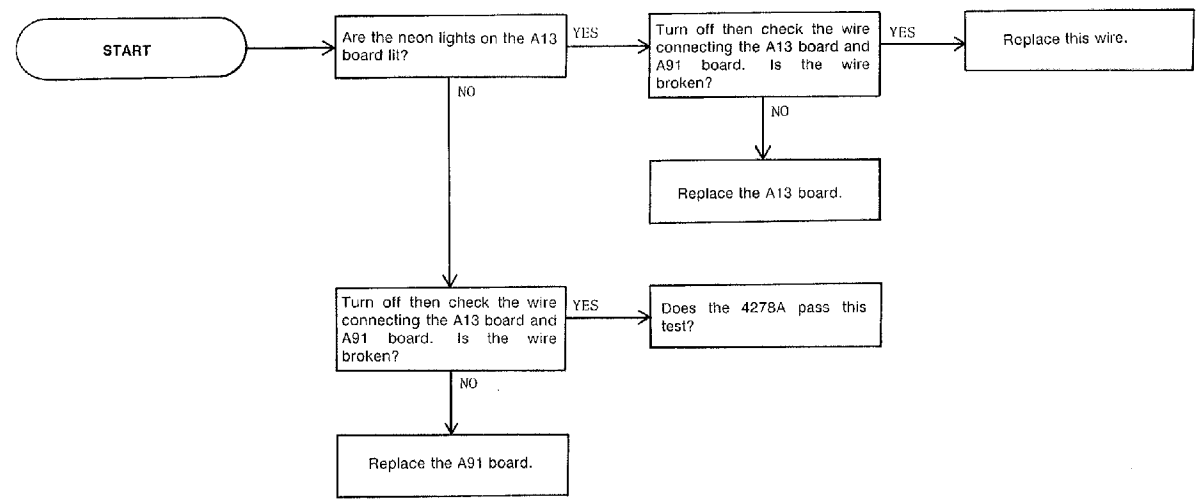 START
Are the neon lights on the A13
board lit?
YES
Turn off then check the wire
connecting the A13 board and
A91 board. Is the wire
broken?
YES
Replace this wire.
NO
NO
Replace the A13 board.
Turn off then check the wire
connecting the A13 board and
A91 board. Is the wire
broken?
YES
Does the 4278A pass this
test?
NO
Replace the A91 board.